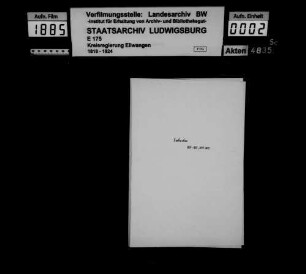 Aufn. Film
1885
Verfilmungsstelle: Landesarchiv BW
-Institut für Erhaltung von Archiv- und Bibliotheksgut-
STAATSARCHIV LUDWIGSBURG
E 175
Kreisregierung Ellwangen
1818 - 1924
Aufn. Einheit
0002
Akten 4835